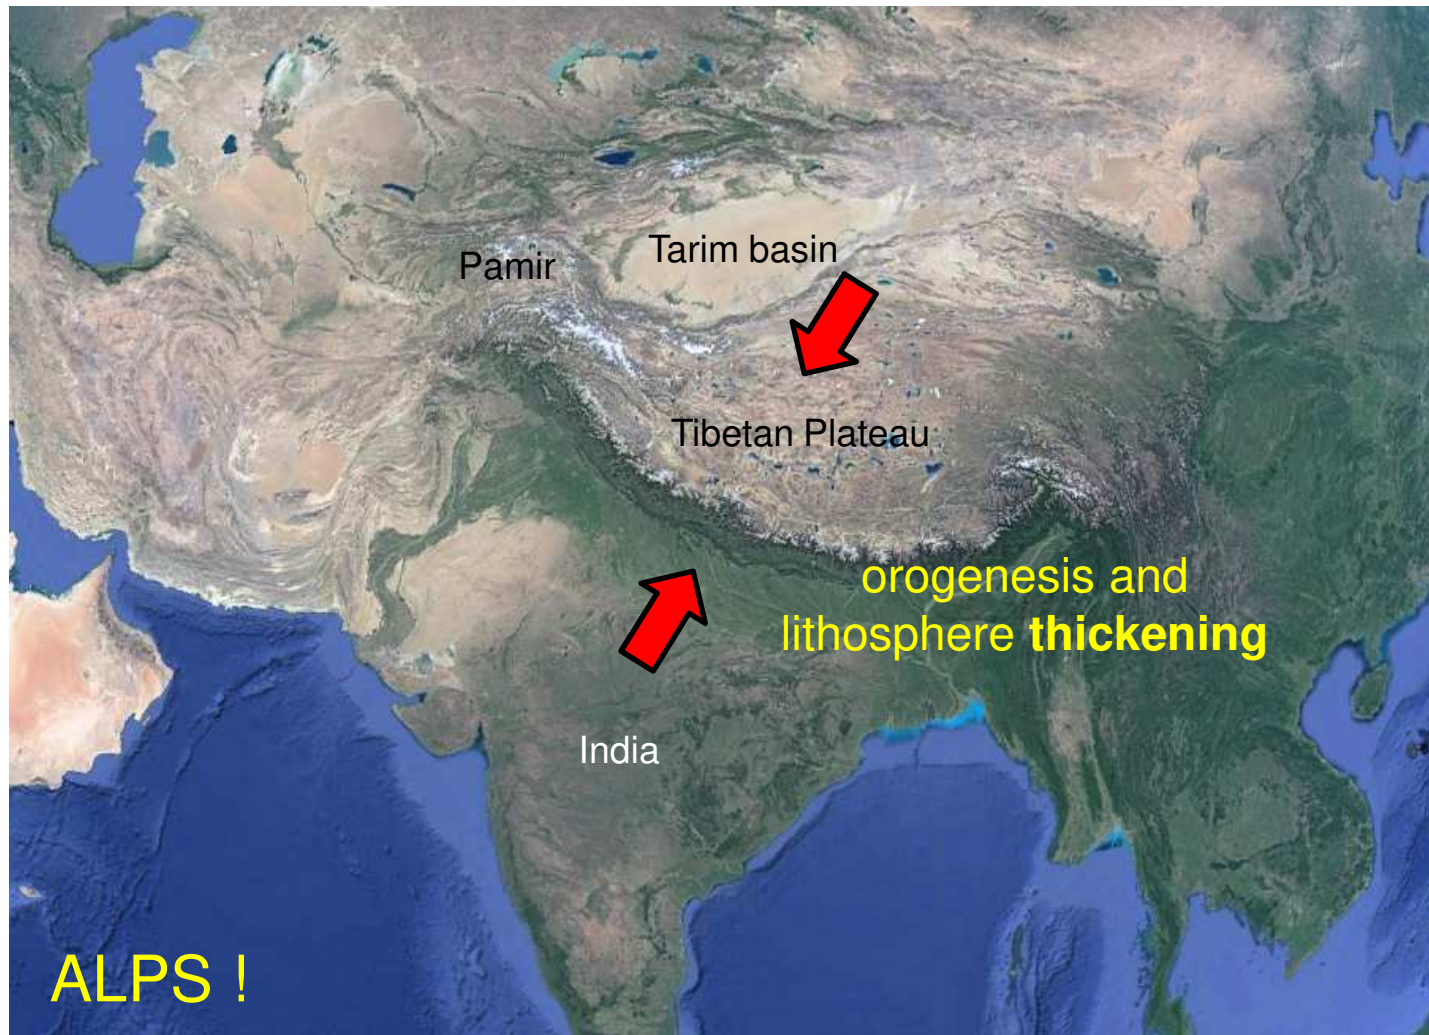 Tarim basin
Pamir
Tibetan Plateau
orogenesis and
lithosphere thickening
India
ALPS !